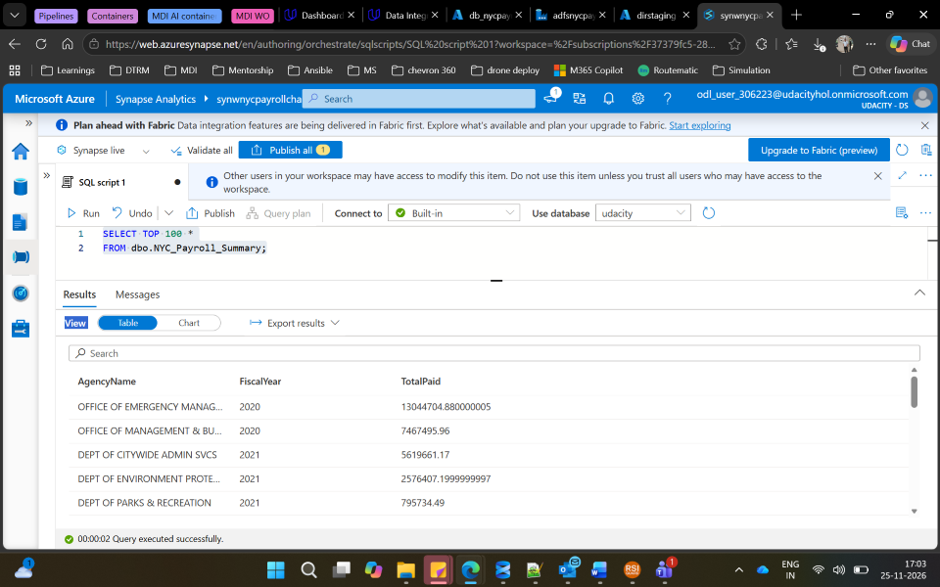 Pipelines
Containers
MDI AI container
MDI WO
Dashboard
Data Integ
db_nycpay
adfsnycpay
dirstaging
synwnycpa
https://web.azuresynapse.net/en/authoring/orchestrate/sqlscripts/SQL%20script%201?workspace=%2Fsubscriptions%2F37379fc5-28...
Chat
Learnings
DTRM
MDI
Mentorship
Ansible
MS
chevron 360
drone deploy
M365 Copilot
Routematic
Simulation
Other favorites
Microsoft Azure
Synapse Analytics
synwnycpayrollcha
Search
1
odl_user_306223@udacityhol.onmicrosoft.com
UDACITY - DS
Plan ahead with Fabric Data integration features are being delivered in Fabric first. Explore what's available and plan your upgrade to Fabric. Start exploring
Synapse live
Validate all
Publish all 1
Upgrade to Fabric (preview)
SQL script 1
Other users in your workspace may have access to modify this item. Do not use this item unless you trust all users who may have access to the
workspace.
Run
Undo
Publish
Query plan
Connect to
Built-in
Use database
udacity
1 SELECT TOP 100 *
2 FROM dbo.NYC_Payroll_Summary;
Results
Messages
View
Table
Chart
Export results
Search
AgencyName FiscalYear TotalPaid
OFFICE OF EMERGENCY MANAG... 2020 13044704.880000005
OFFICE OF MANAGEMENT & BU... 2020 7467495.96
DEPT OF CITYWIDE ADMIN SVCS 2021 5619661.17
DEPT OF ENVIRONMENT PROTE... 2021 2576407.1999999997
DEPT OF PARKS & RECREATION 2021 795734.49
00:00:02 Query executed successfully.
ENG
IN
17:03
25-11-2026